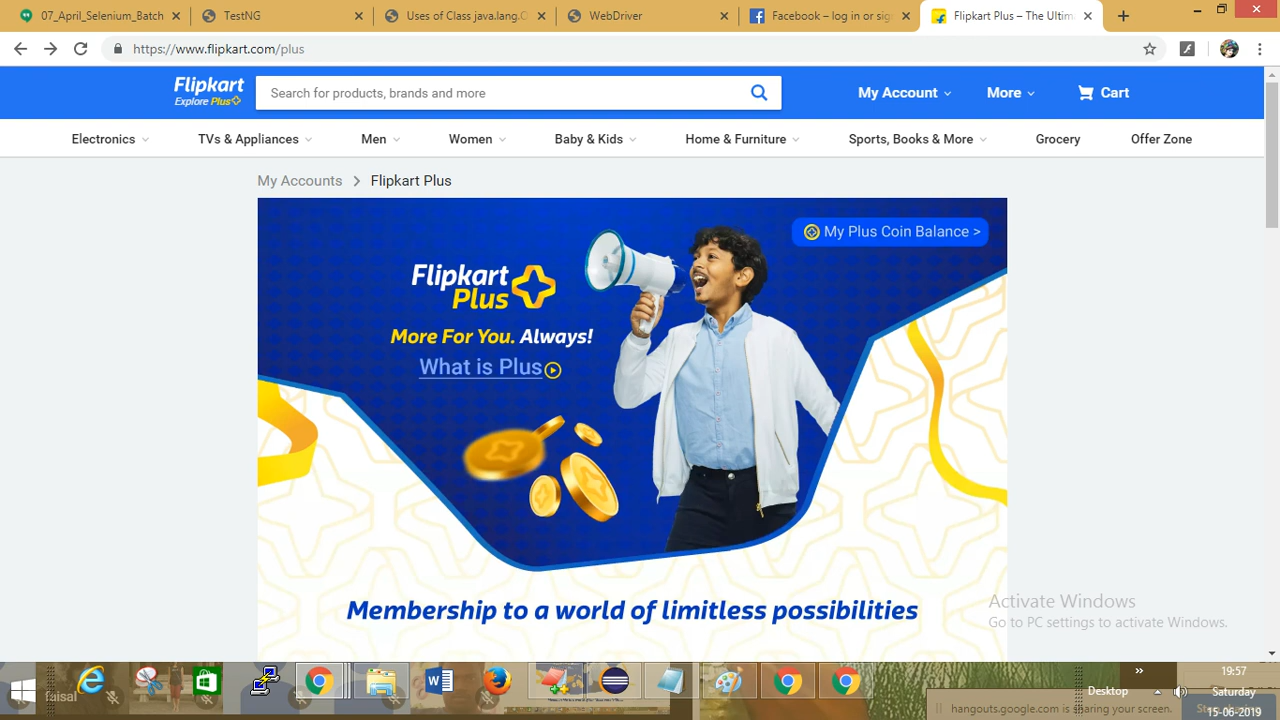 07_April_Selenium_Batch
TestNG
Uses of Class java.lang.O
WebDriver
Facebook – log in or sig
Flipkart Plus – The Ultim
https://www.flipkart.com/plus
Flipkart
Explore Plus
Search for products, brands and more
My Account
More
Cart
Electronics
TVs & Appliances
Men
Women
Baby & Kids
Home & Furniture
Sports, Books & More
Grocery
Offer Zone
My Accounts > Flipkart Plus
My Plus Coin Balance >
Flipkart
Plus
More For You. Always!
What is Plus
Membership to a world of limitless possibilities
Activate Windows
Go to PC settings to activate Windows.
faisal
Desktop
19:57
Saturday
15-06-2019
hangouts.google.com is sharing your screen.